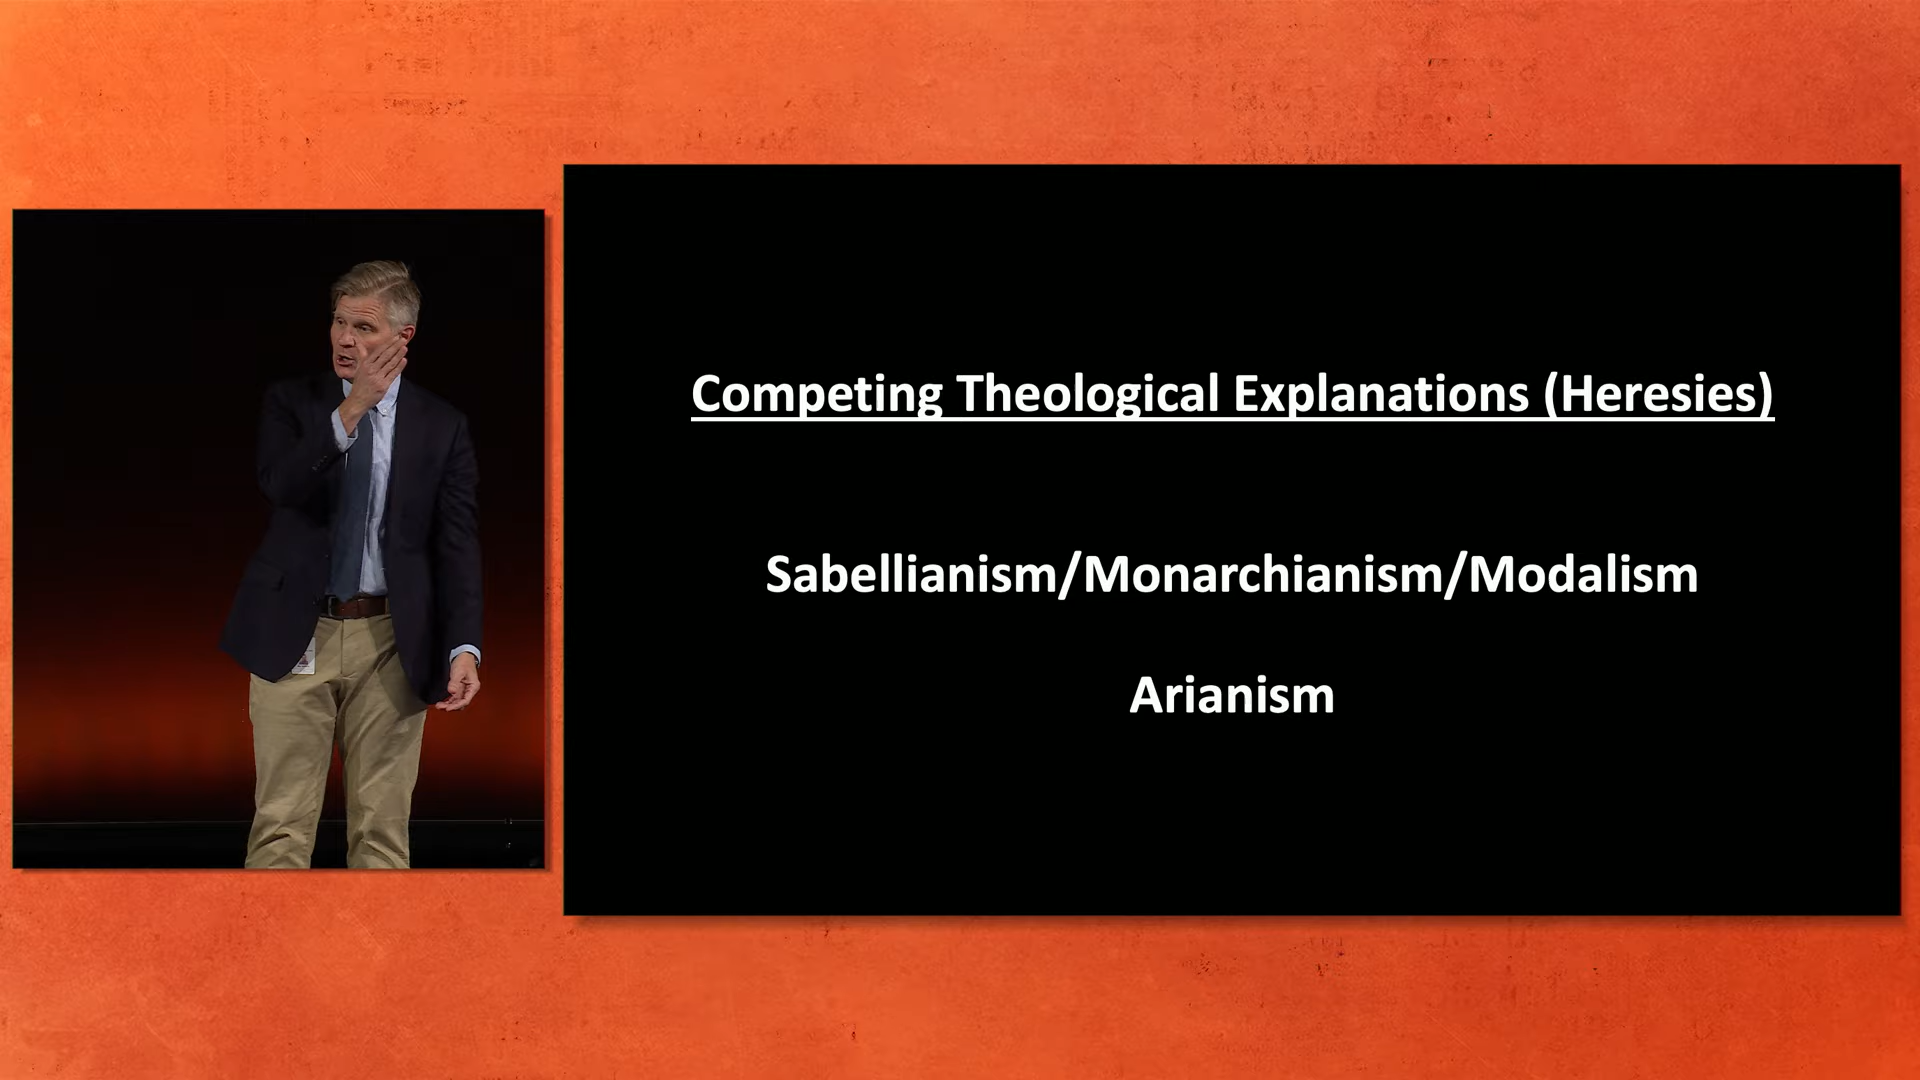 Competing Theological Explanations (Heresies)
Sabellianism/Monarchianism/Modalism
Arianism